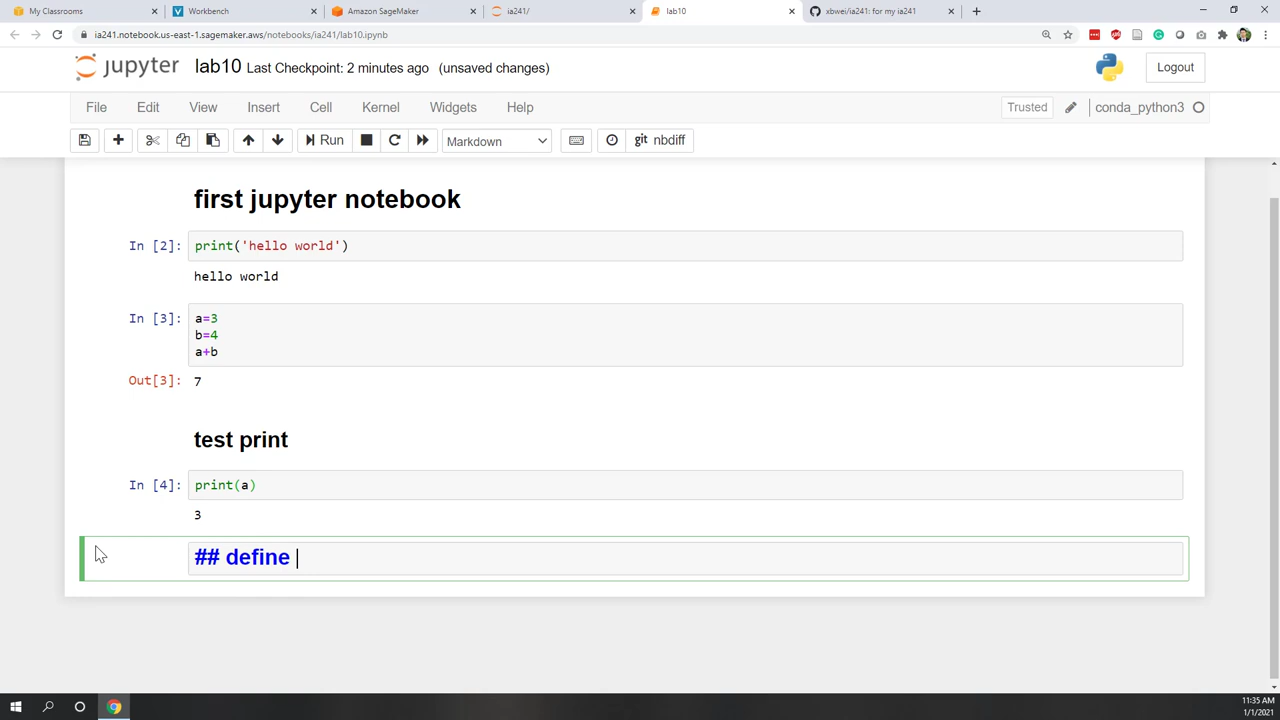 My Classrooms
Workbench
Amazon SageMaker
ia241/
lab10
xbwei/ia241: for my ia241
ia241.notebook.us-east-1.sagemaker.aws/notebooks/ia241/lab10.ipynb
jupyter lab10 Last Checkpoint: 2 minutes ago (unsaved changes)
Logout
File Edit View Insert Cell Kernel Widgets Help
Trusted
conda_python3
Run
Markdown
git nbdiff
first jupyter notebook
In [2]: print('hello world')
hello world
In [3]: a=3
b=4
a+b
Out[3]: 7
test print
In [4]: print(a)
3
## define
11:35 AM
1/1/2021